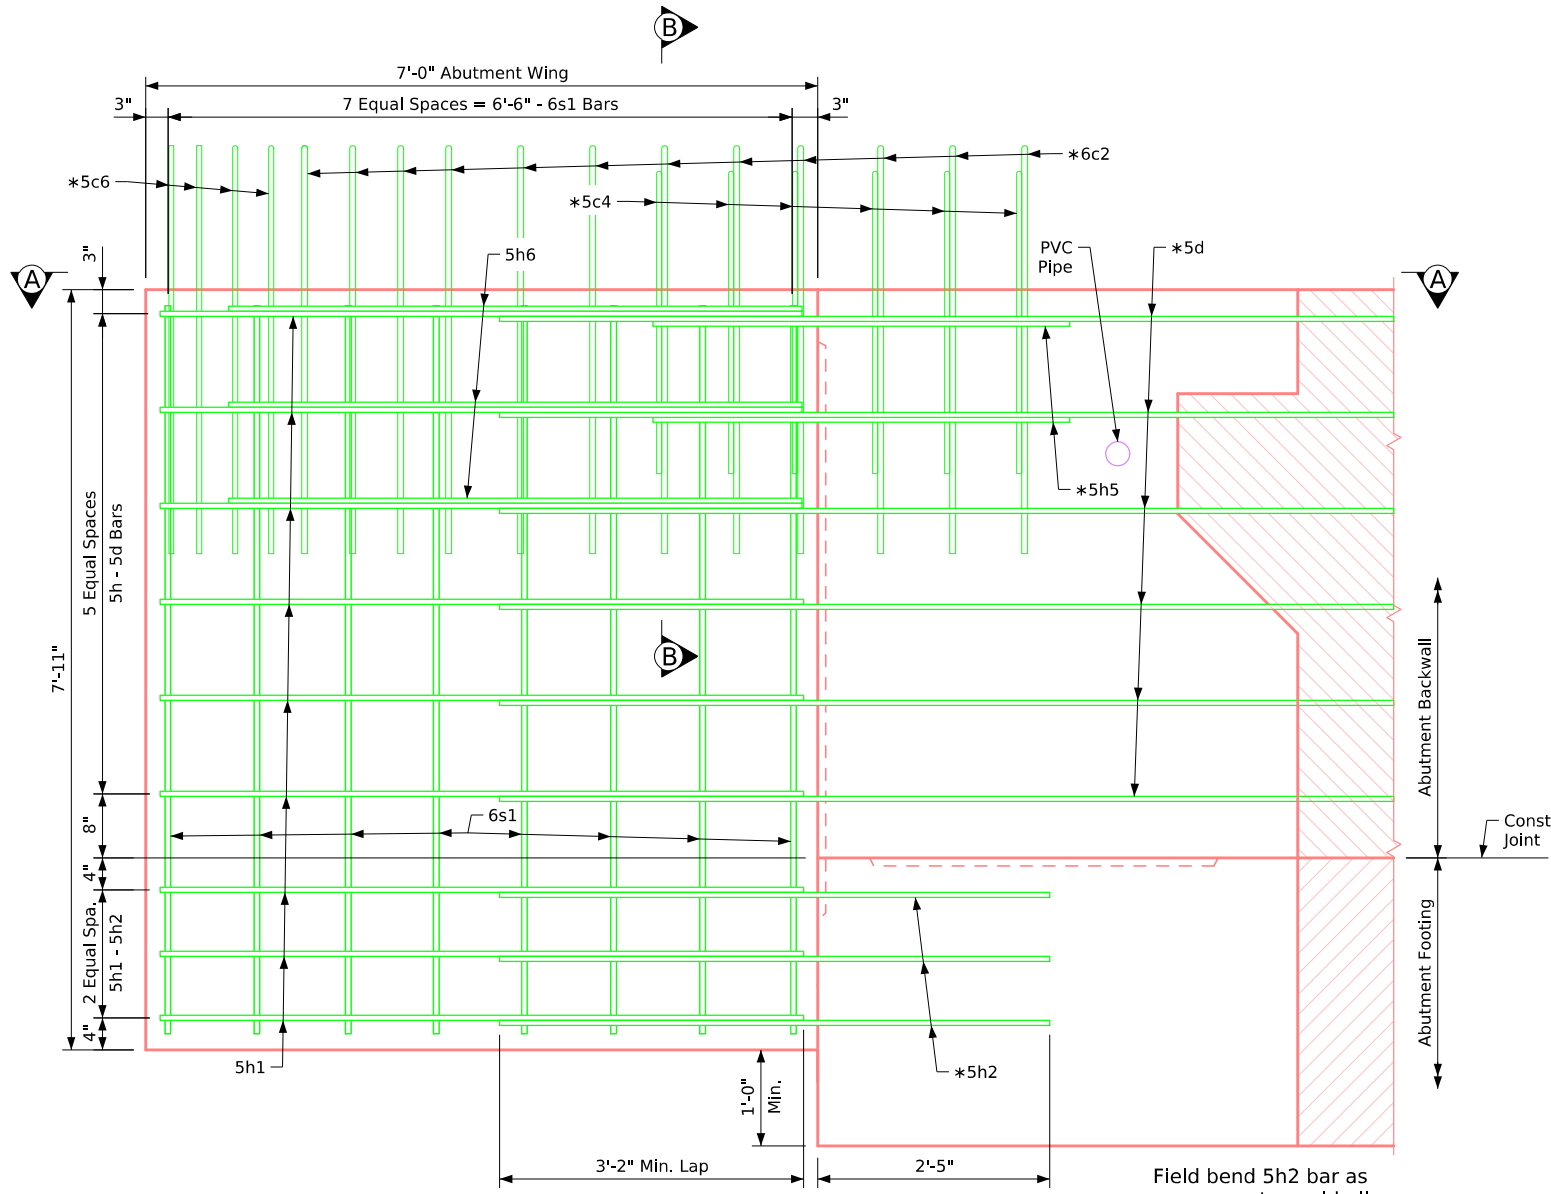 B
7'-0" Abutment Wing
3"
7 Equal Spaces = 6'-6" - 6s1 Bars
3"
*6c2
*5c6
*5c4
3"
5h6
PVC
Pipe
*5d
A
A
5 Equal Spaces
5h - 5d Bars
*5h5
7'-11"
B
Abutment Backwall
8"
6s1
Const
Joint
4"
2 Equal Spa.
5h1 - 5h2
Abutment Footing
4"
5h1
*5h2
1'-0"
Min.
3'-2" Min. Lap
2'-5"
Field bend 5h2 bar as